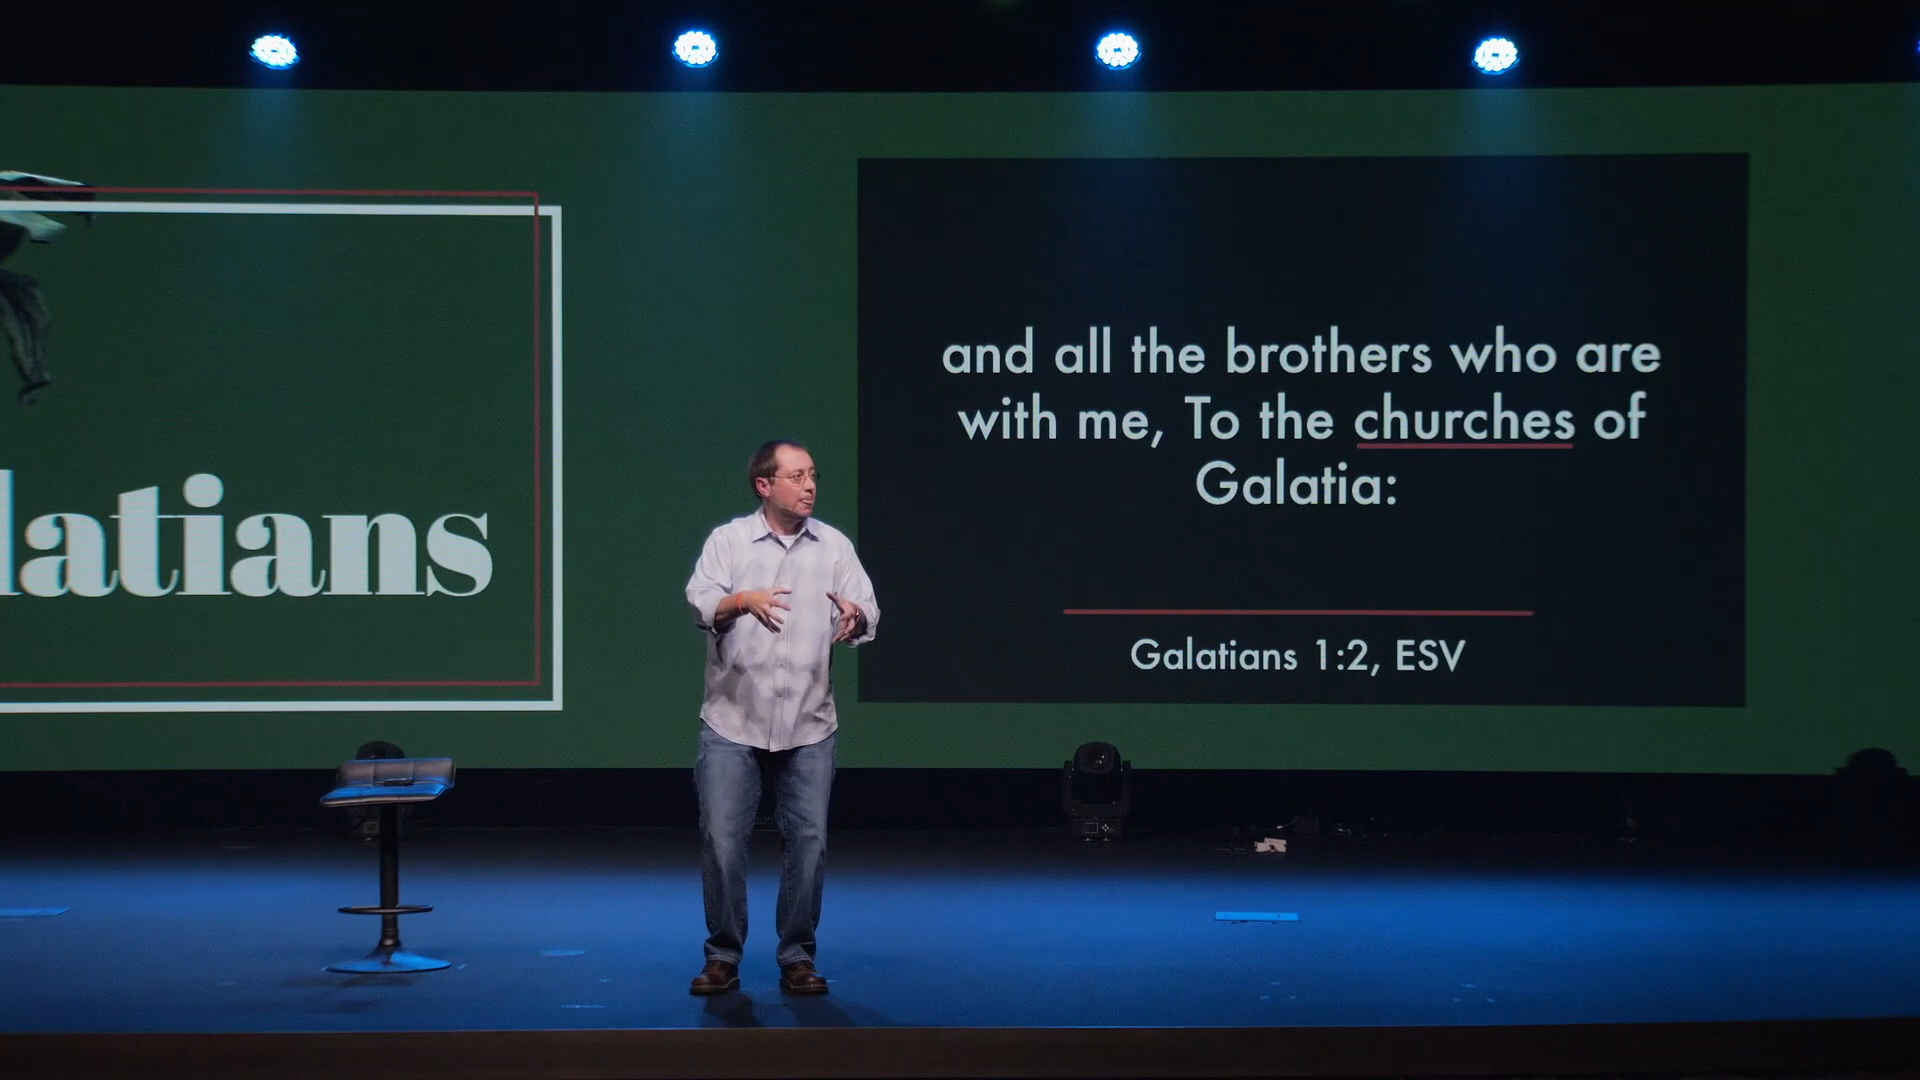 latians
and all the brothers who are
with me, To the churches of
Galatia:
Galatians 1:2, ESV